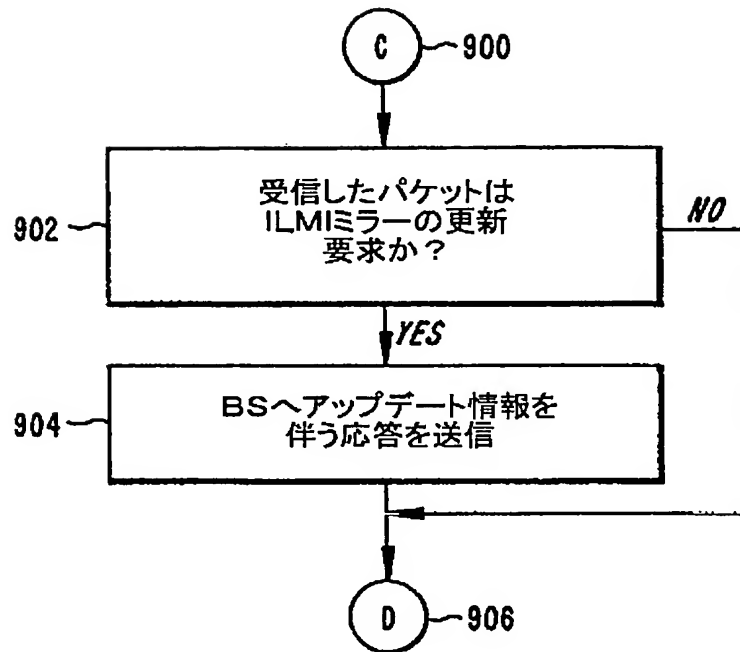 C
900
受信したパケットは
ILMIミラーの更新
要求か？
902
NO
YES
BSへアップデート情報を
伴う応答を送信
904
D
906